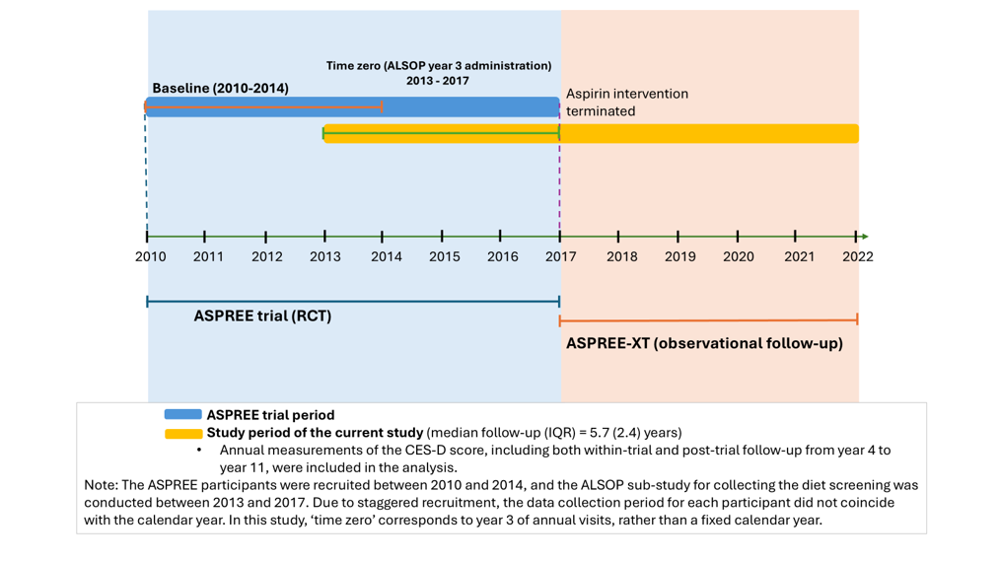 Time zero (ALSOP year 3 administration)
2013 - 2017
Baseline (2010-2014)
Aspirin intervention
terminated
2010 2011 2012 2013 2014 2015 2016 2017 2018 2019 2020 2021 2022
ASPREE trial (RCT)
ASPREE-XT (observational follow-up)
ASPREE trial period
Study period of the current study (median follow-up (IQR) = 5.7 (2.4) years)
• Annual measurements of the CES-D score, including both within-trial and post-trial follow-up from year 4 to
year 11, were included in the analysis.
Note: The ASPREE participants were recruited between 2010 and 2014, and the ALSOP sub-study for collecting the diet screening was
conducted between 2013 and 2017. Due to staggered recruitment, the data collection period for each participant did not coincide
with the calendar year. In this study, ‘time zero’ corresponds to year 3 of annual visits, rather than a fixed calendar year.